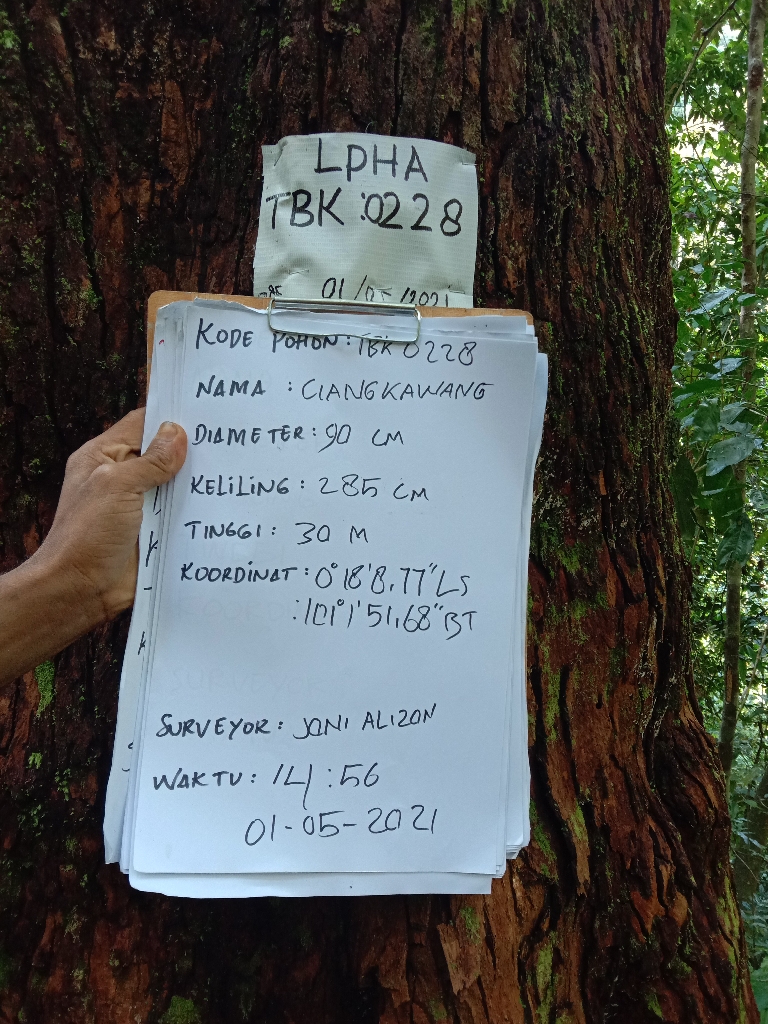 LPHA
TBK :0228
01/05/2021
KODE POHON : TBK 0228
NAMA : CIANGKAWANG
DIAMETER : 90 CM
KELILING : 285 CM
TINGGI : 30 M
KOORDINAT : 0°18'8,77" LS
: 101°1'51,68" BT
SURVEYOR : JONI ALIZON
WAKTU : 14 : 56
01-05-2021